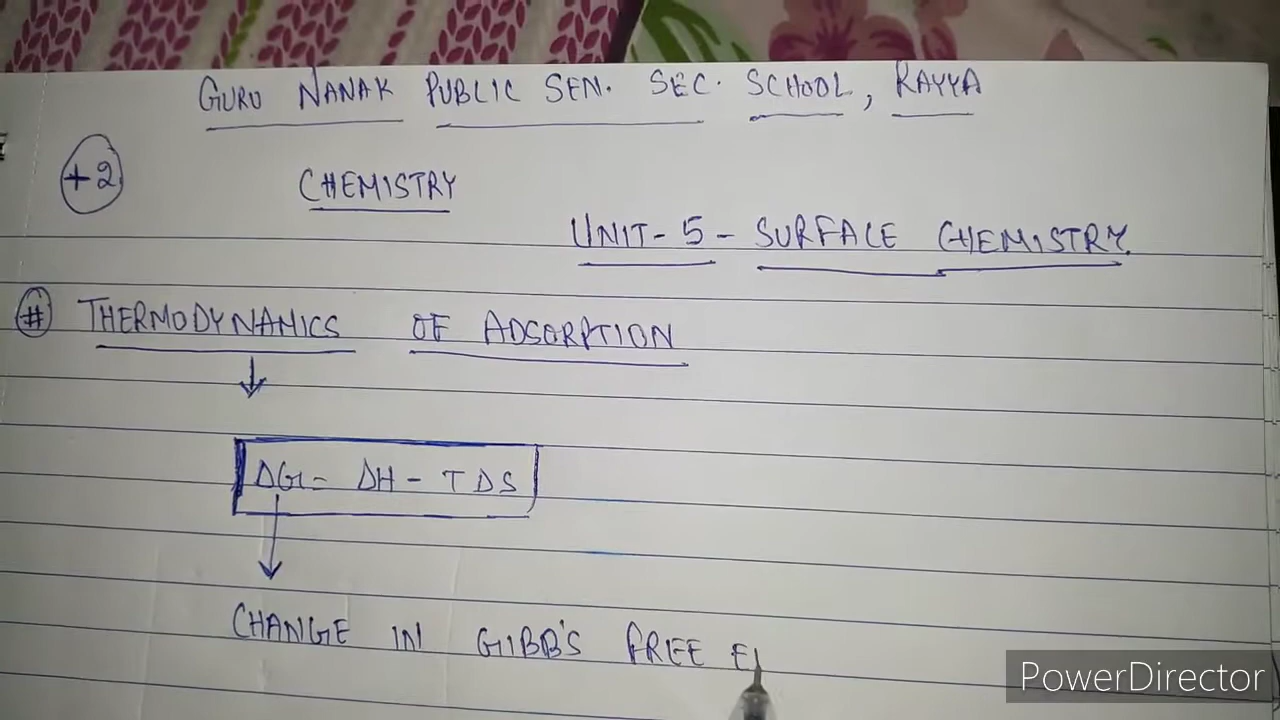 GURU NANAK PUBLIC SEN. SEC. SCHOOL, RAYYA
+2
CHEMISTRY
UNIT-5-SURFACE CHEMISTRY
# THERMODYNAMICS OF ADSORPTION
ΔG = ΔH - TΔS
CHANGE IN GIBB'S FREE
PowerDirector